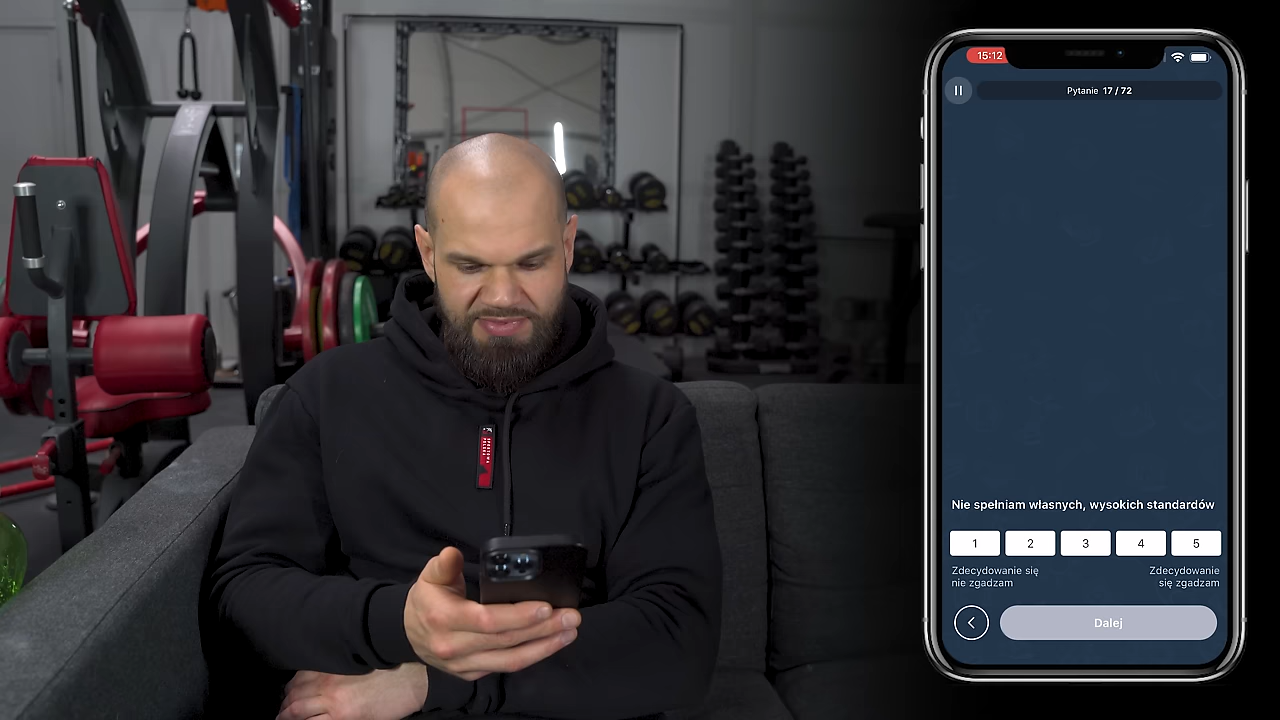 15:12
Pytanie 17 / 72
Nie spełniam własnych, wysokich standardów
1 2 3 4 5
Zdecydowanie się
nie zgadzam
Zdecydowanie
się zgadzam
Dalej